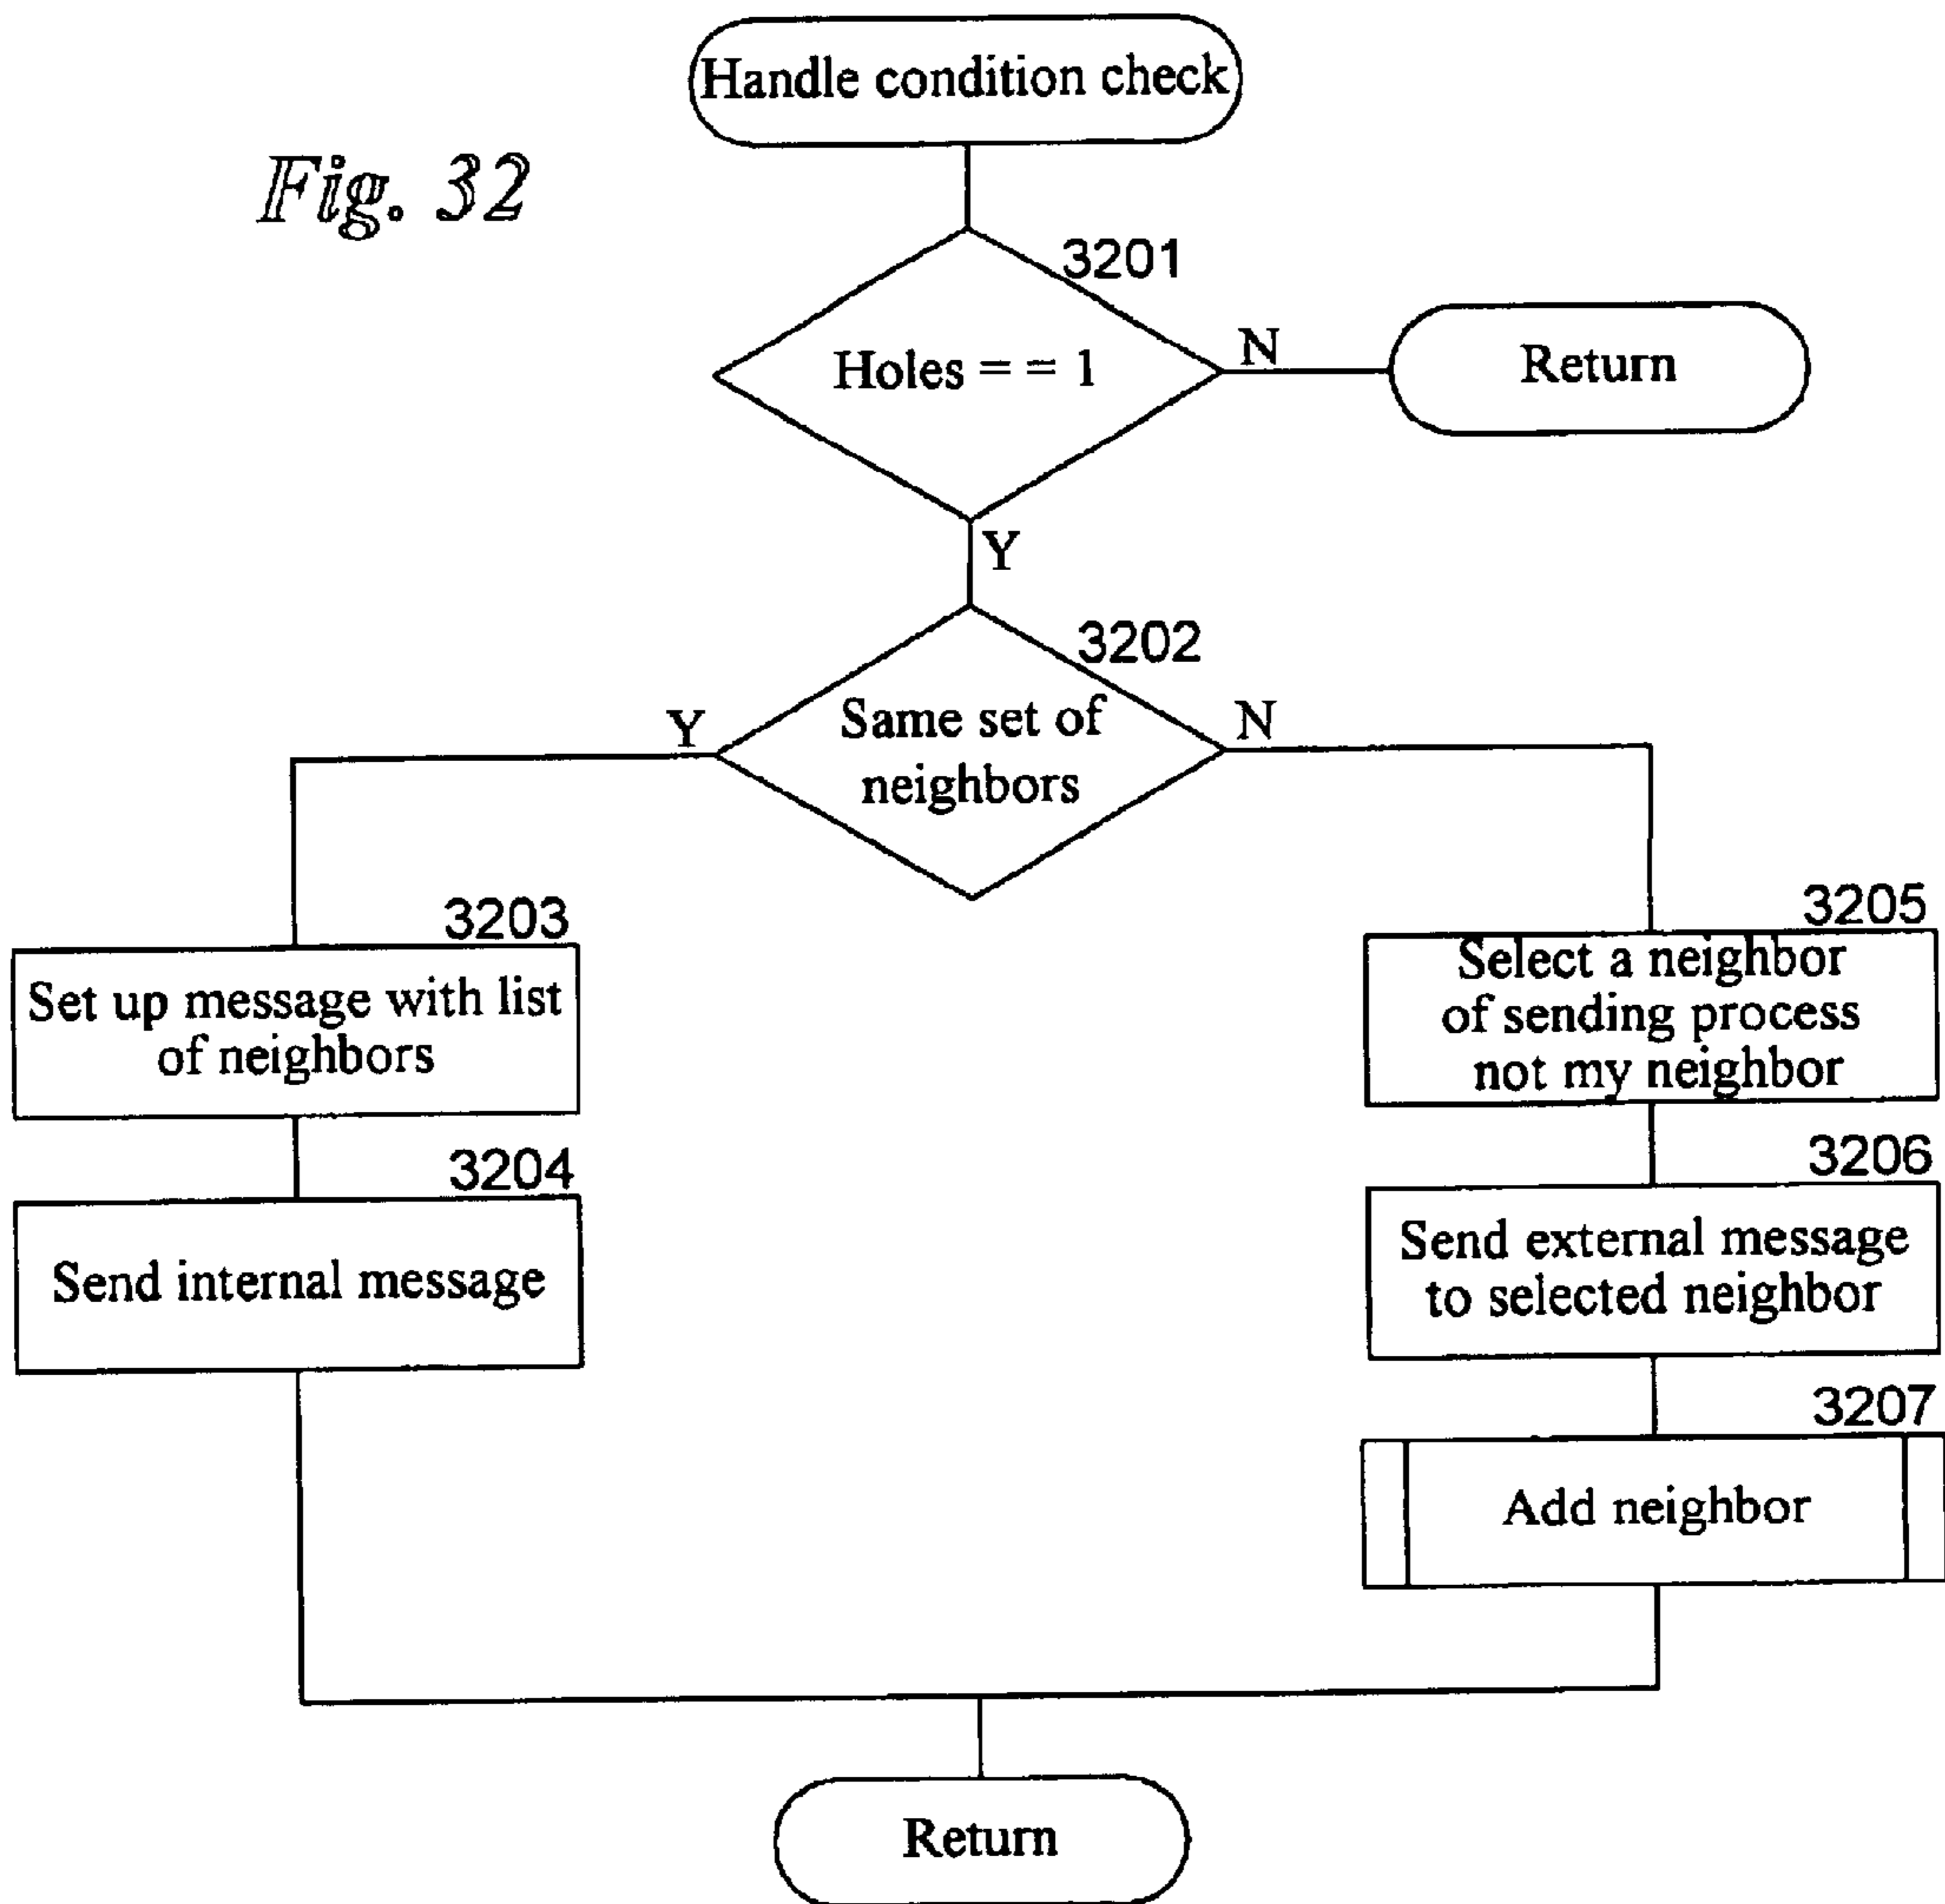 Handle condition check
Fig. 32
3201
Holes = = 1
N
Return
Y
3202
Same set of
neighbors
Y
N
3203
Set up message with list
of neighbors
3204
Send internal message
3205
Select a neighbor
of sending process
not my neighbor
3206
Send external message
to selected neighbor
3207
Add neighbor
Return